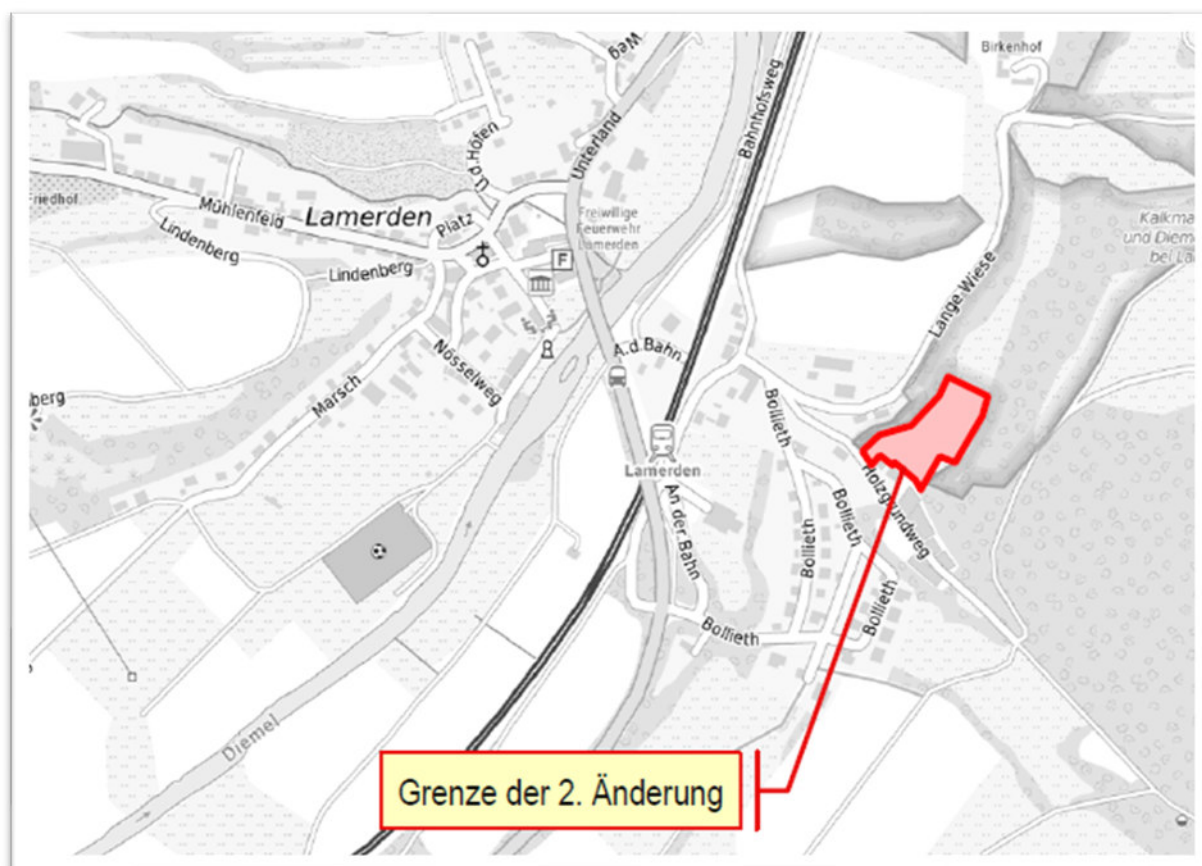 Birkenhof
Weg
Bahnhofsweg
Unterland
Ü.d.Höfen
Friedhof
Mühlenfeld
Lamerden
Platz
Freiwillige
Feuerwehr
Lamerden
Lindenberg
Lindenberg
F
Lange Wiese
und Diem
bei La
A.d.Bahn
Nösselweg
Marsch
berg
Bollieth
Lamerden
Holzgrundweg
An der Bahn
Bollieth
Bollieth
Bollieth
Bollieth
Diemel
Grenze der 2. Änderung